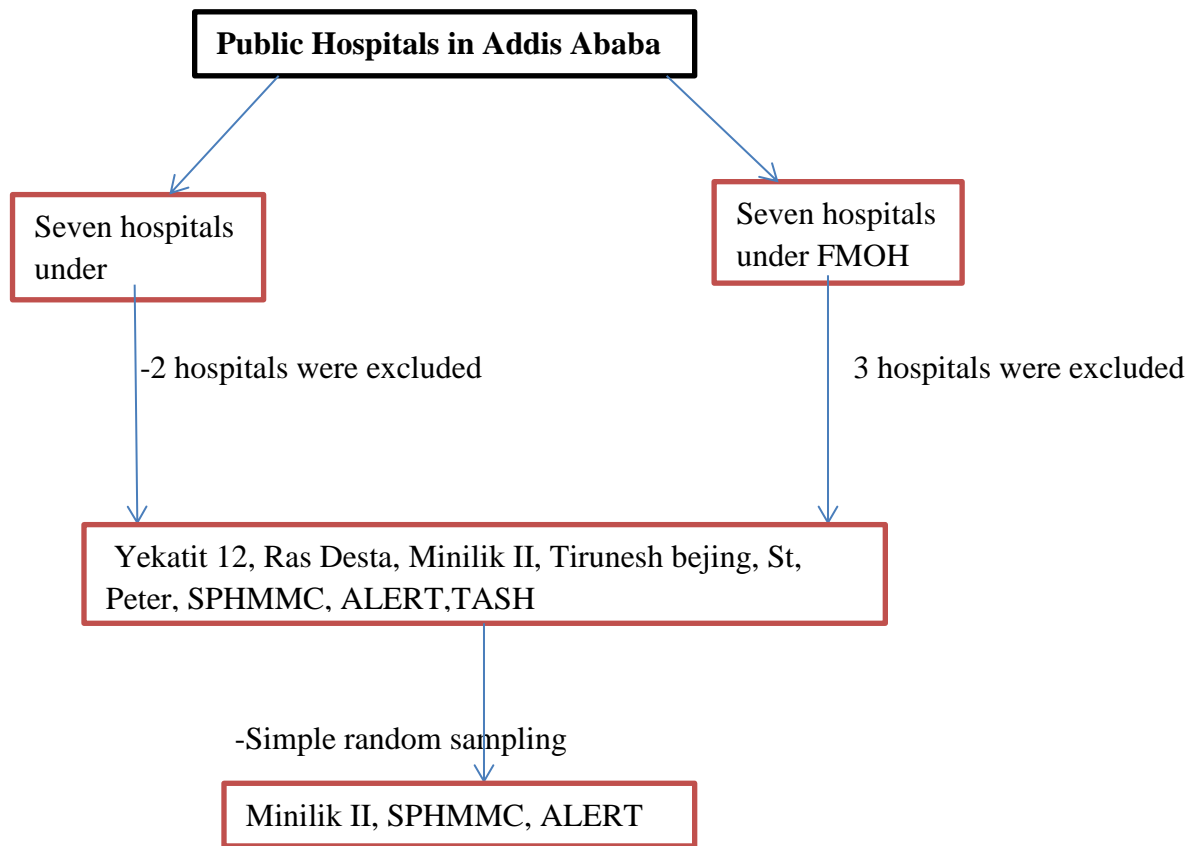 Public Hospitals in Addis Ababa
Seven hospitals
under
Seven hospitals
under FMOH
-2 hospitals were excluded
3 hospitals were excluded
Yekatit 12, Ras Desta, Minilik II, Tirunesh bejing, St,
Peter, SPHMMC, ALERT,TASH
-Simple random sampling
Minilik II, SPHMMC, ALERT